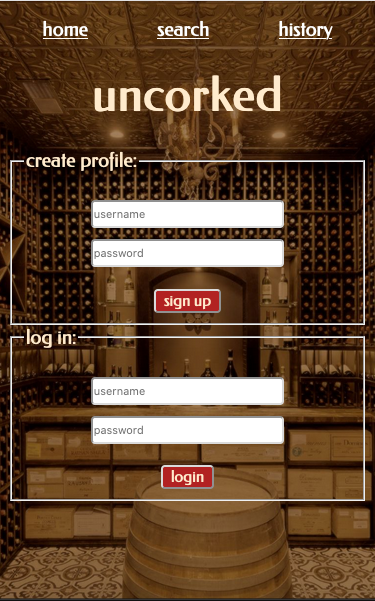 home search history
uncorked
create profile:
username
password
sign up
log in:
username
password
login